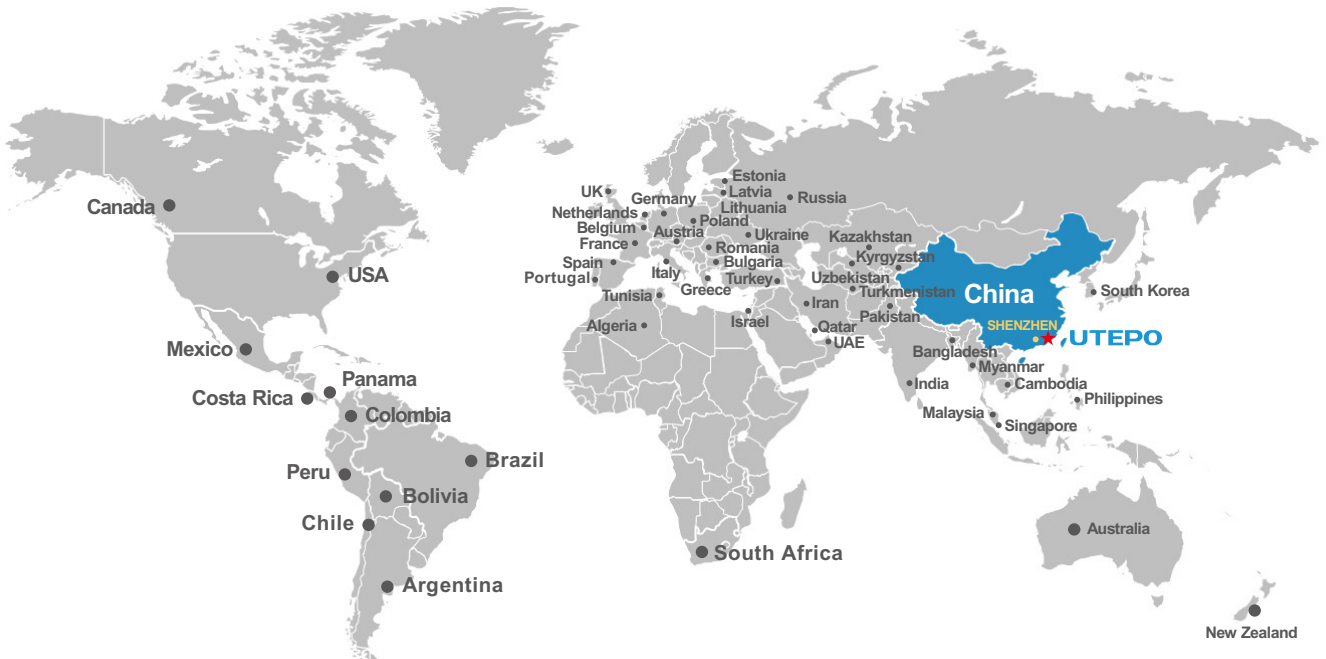 Canada
USA
Mexico
Costa Rica
Panama
Colombia
Peru
Brazil
Bolivia
Chile
Argentina
UK
Netherlands
Belgium
France
Spain
Portugal
Germany
Austria
Italy
Poland
Estonia
Latvia
Lithuania
Russia
Ukraine
Romania
Bulgaria
Greece
Turkey
Tunisia
Algeria
Israel
Kazakhstan
Kyrgyzstan
Uzbekistan
Turkmenistan
Iran
Pakistan
Qatar
UAE
China
SHENZHEN
UTEPO
South Korea
Bangladesh
Myanmar
India
Cambodia
Philippines
Malaysia
Singapore
South Africa
Australia
New Zealand